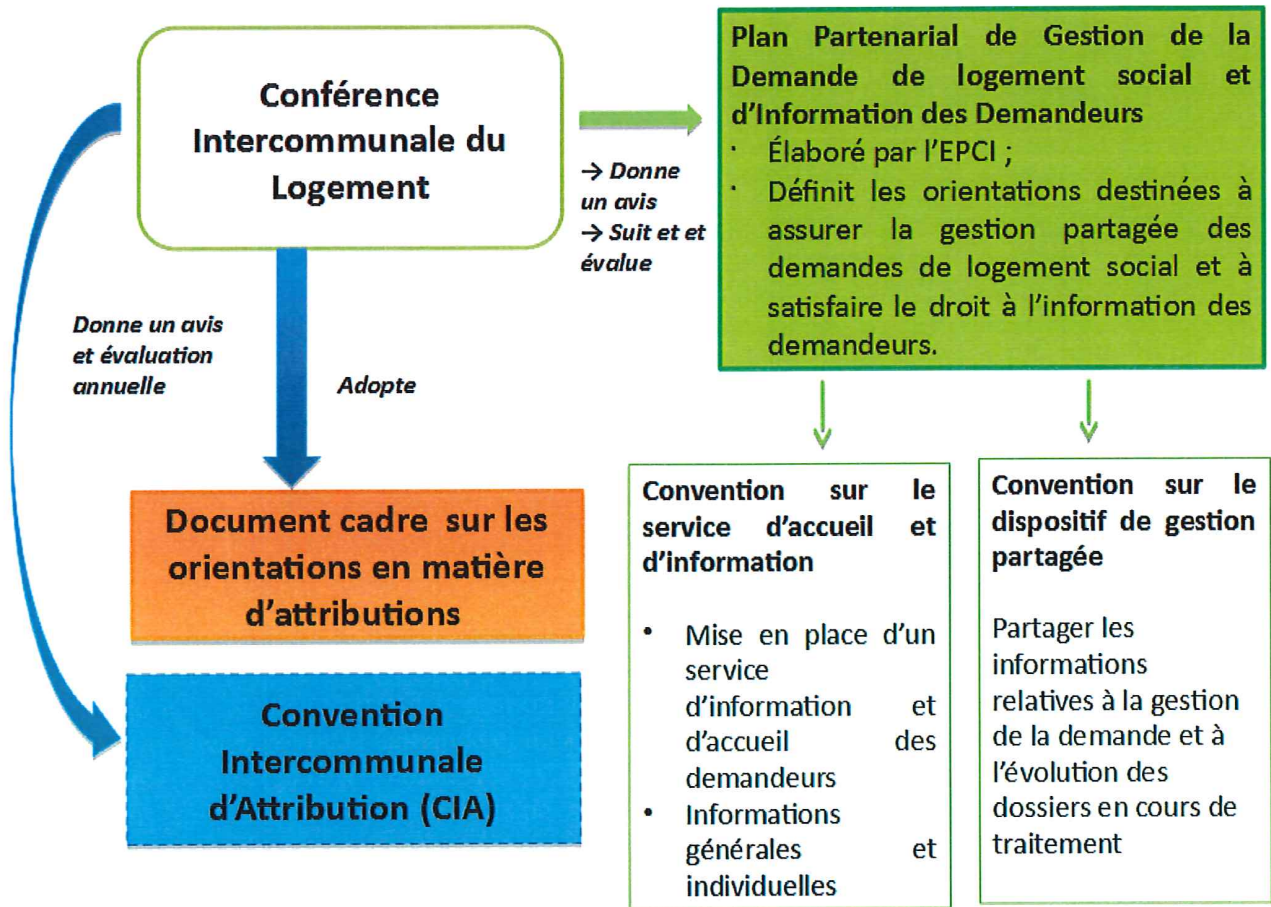 Conférence
Intercommunale du
Logement
→ Donne
un avis
→ Suit et et
évalue
Plan Partenarial de Gestion de la
Demande de logement social et
d'Information des Demandeurs
· Élaboré par l'EPCI ;
· Définit les orientations destinées à
assurer la gestion partagée des
demandes de logement social et à
satisfaire le droit à l'information des
demandeurs.
Donne un avis
et évaluation
annuelle
Adopte
Document cadre sur les
orientations en matière
d'attributions
Convention
Intercommunale
d'Attribution (CIA)
Convention sur le
service d'accueil et
d'information
• Mise en place d'un
service
d'information et
d'accueil des
demandeurs
• Informations
générales et
individuelles
Convention sur le
dispositif de gestion
partagée
Partager les
informations
relatives à la gestion
de la demande et à
l'évolution des
dossiers en cours de
traitement